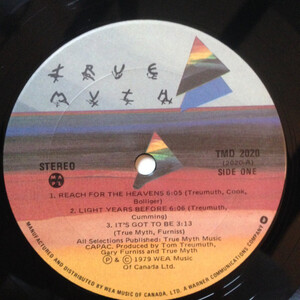 TRUE
MYTH
STEREO
TMD 2020
(2020-A)
SIDE ONE
1. REACH FOR THE HEAVENS 6:05 (Treumuth, Cook,
Bolliger)
2. LIGHT YEARS BEFORE 6:06 (Treumuth,
Cumming)
3. IT'S GOT TO BE 3:13
(True Myth, Furniss)
All Selections Published: True Myth Music
CAPAC. Produced by Tom Treumuth,
Gary Furniss and True Myth
℗ © 1979 WEA Music
Of Canada Ltd.
MANUFACTURED AND DISTRIBUTED BY WEA MUSIC OF CANADA, LTD. A WARNER COMMUNICATIONS COMPANY